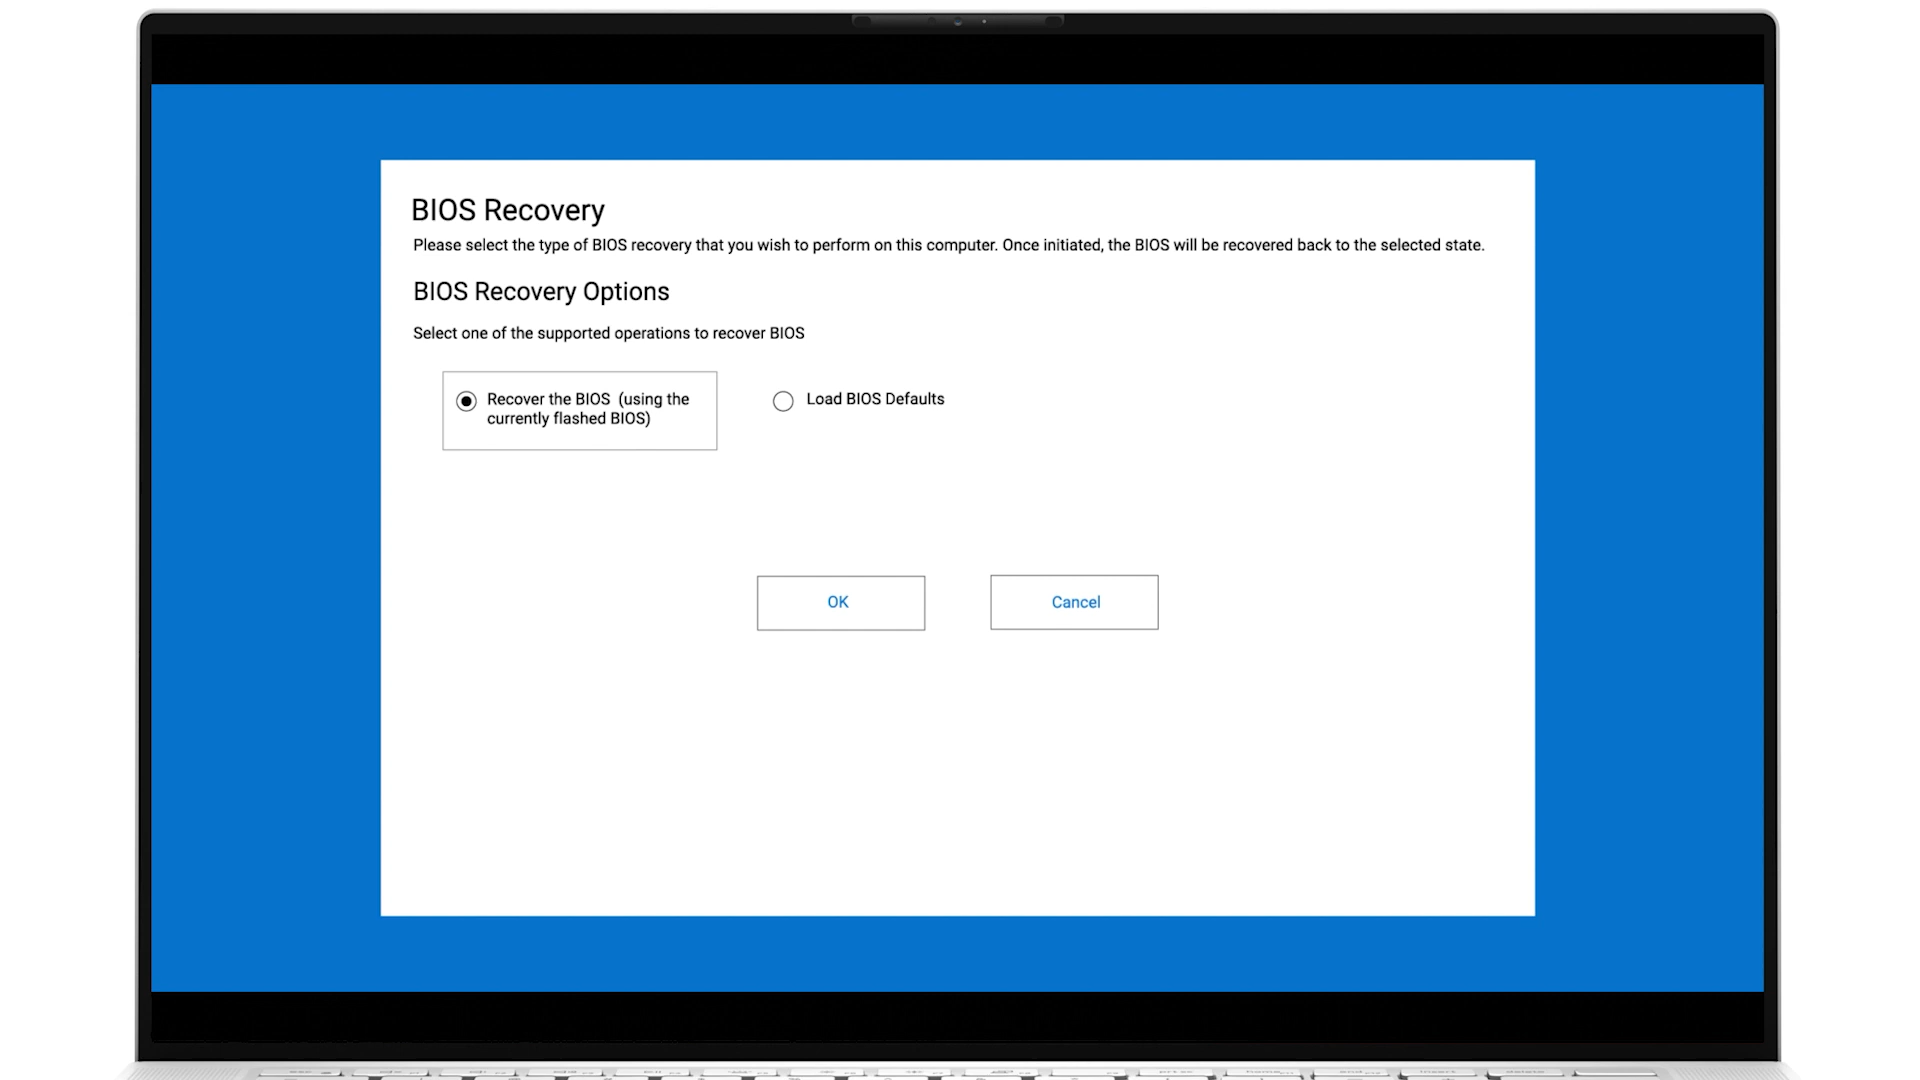 BIOS Recovery
Please select the type of BIOS recovery that you wish to perform on this computer. Once initiated, the BIOS will be recovered back to the selected state.
BIOS Recovery Options
Select one of the supported operations to recover BIOS
Recover the BIOS (using the
currently flashed BIOS)
Load BIOS Defaults
OK
Cancel